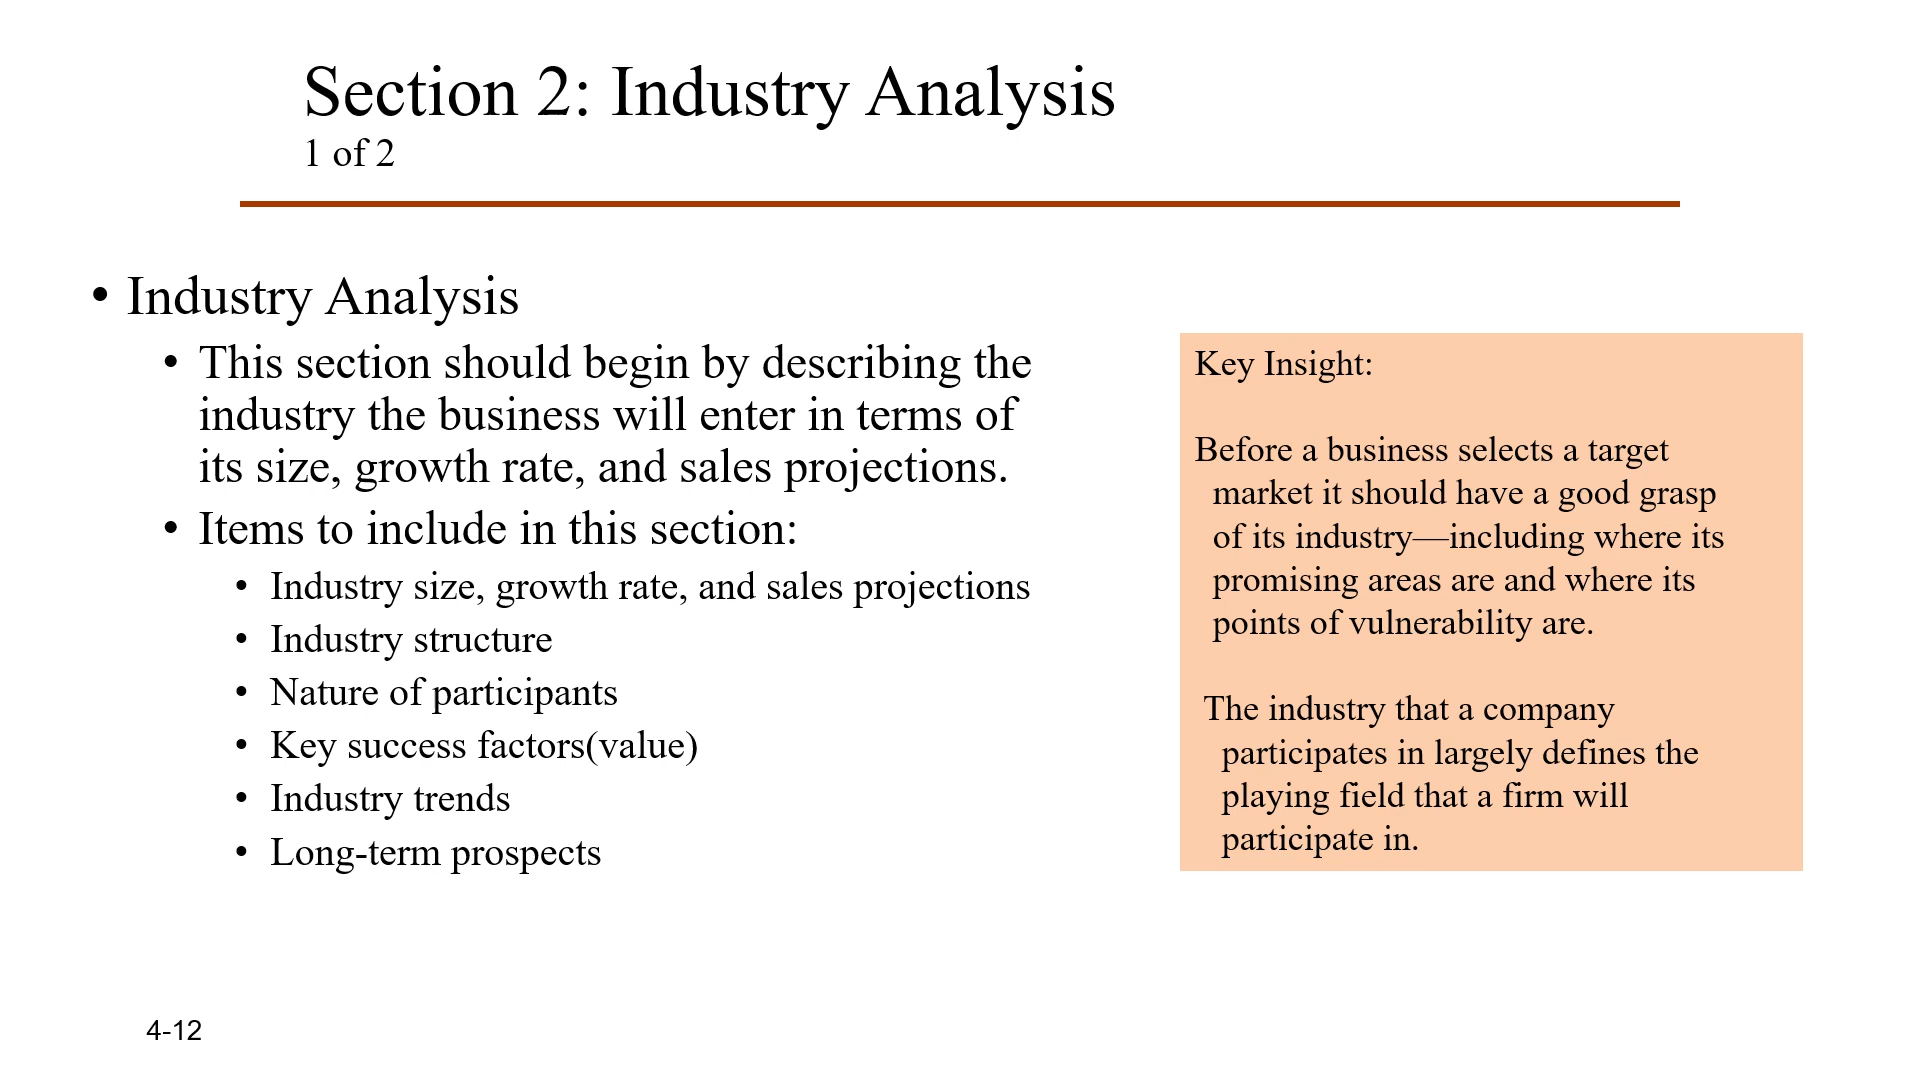 Section 2: Industry Analysis
1 of 2
• Industry Analysis
• This section should begin by describing the
industry the business will enter in terms of
its size, growth rate, and sales projections.
• Items to include in this section:
• Industry size, growth rate, and sales projections
• Industry structure
• Nature of participants
• Key success factors(value)
• Industry trends
• Long-term prospects
Key Insight:
Before a business selects a target
market it should have a good grasp
of its industry—including where its
promising areas are and where its
points of vulnerability are.
The industry that a company
participates in largely defines the
playing field that a firm will
participate in.
4-12